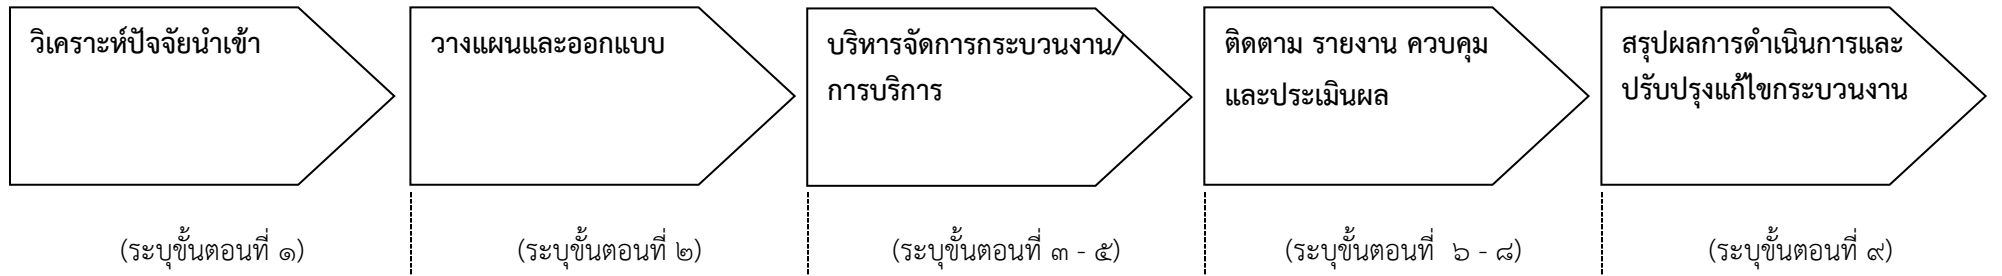 วิเคราะห์ปัจจัยนำเข้า
วางแผนและออกแบบ
บริหารจัดการกระบวนงาน/
การบริการ
ติดตาม รายงาน ควบคุม
และประเมินผล
สรุปผลการดำเนินการและ
ปรับปรุงแก้ไขกระบวนงาน
(ระบุขั้นตอนที่ ๑)
(ระบุขั้นตอนที่ ๒)
(ระบุขั้นตอนที่ ๓ - ๕)
(ระบุขั้นตอนที่ ๖ - ๘)
(ระบุขั้นตอนที่ ๙)